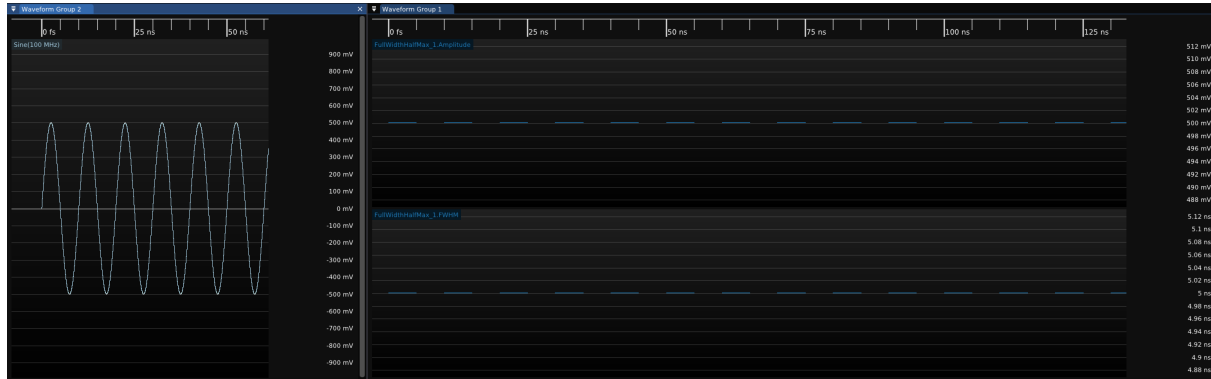 Waveform Group 2
0 fs 25 ns 50 ns
Sine(100 MHz)
900 mV
800 mV
700 mV
600 mV
500 mV
400 mV
300 mV
200 mV
100 mV
0 mV
-100 mV
-200 mV
-300 mV
-400 mV
-500 mV
-600 mV
-700 mV
-800 mV
-900 mV
Waveform Group 1
0 fs 25 ns 50 ns 75 ns 100 ns 125 ns
FullWidthHalfMax_1.Amplitude
512 mV
510 mV
508 mV
506 mV
504 mV
502 mV
500 mV
498 mV
496 mV
494 mV
492 mV
490 mV
488 mV
FullWidthHalfMax_1.FWHM
5.12 ns
5.1 ns
5.08 ns
5.06 ns
5.04 ns
5.02 ns
5 ns
4.98 ns
4.96 ns
4.94 ns
4.92 ns
4.9 ns
4.88 ns